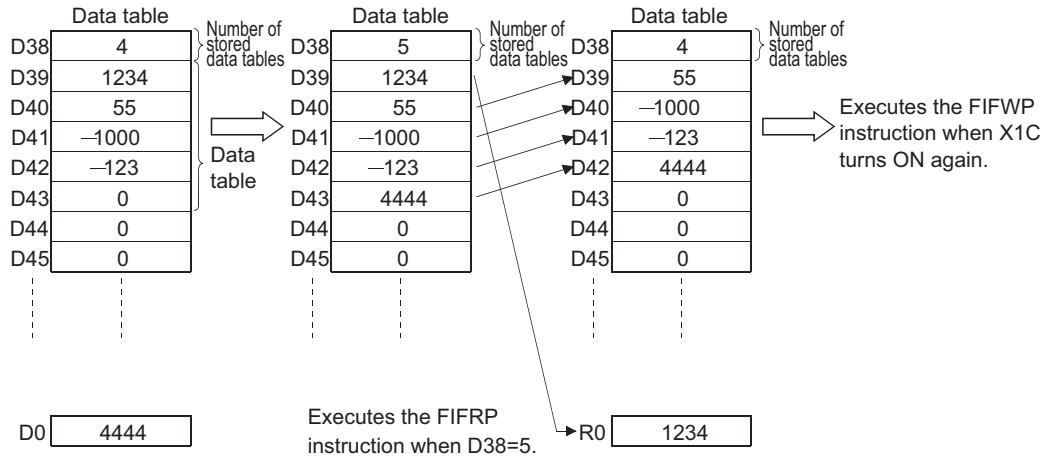 Data table Data table Data table
D38 4 Number of stored data tables D38 5 Number of stored data tables D38 4 Number of stored data tables
D39 1234 D39 1234 D39 55
D40 55 D40 55 D40 —1000
D41 —1000 D41 —1000 D41 —123
D42 —123 D42 —123 D42 4444
D43 0 D43 4444 D43 0
D44 0 D44 0 D44 0
D45 0 D45 0 D45 0
Data
table
Executes the FIFWP
instruction when X1C
turns ON again.
D0 4444
Executes the FIFRP
instruction when D38=5.
R0 1234